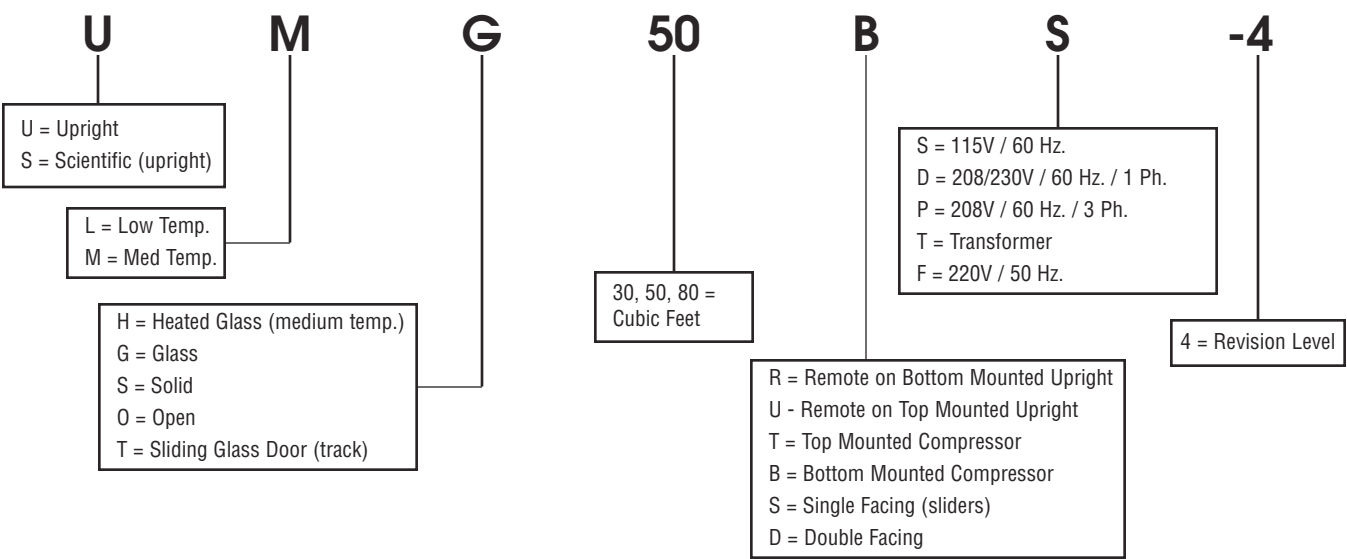 U M G 50 B S -4
U = Upright
S = Scientific (upright)
L = Low Temp.
M = Med Temp.
H = Heated Glass (medium temp.)
G = Glass
S = Solid
O = Open
T = Sliding Glass Door (track)
30, 50, 80 =
Cubic Feet
R = Remote on Bottom Mounted Upright
U - Remote on Top Mounted Upright
T = Top Mounted Compressor
B = Bottom Mounted Compressor
S = Single Facing (sliders)
D = Double Facing
S = 115V / 60 Hz.
D = 208/230V / 60 Hz. / 1 Ph.
P = 208V / 60 Hz. / 3 Ph.
T = Transformer
F = 220V / 50 Hz.
4 = Revision Level